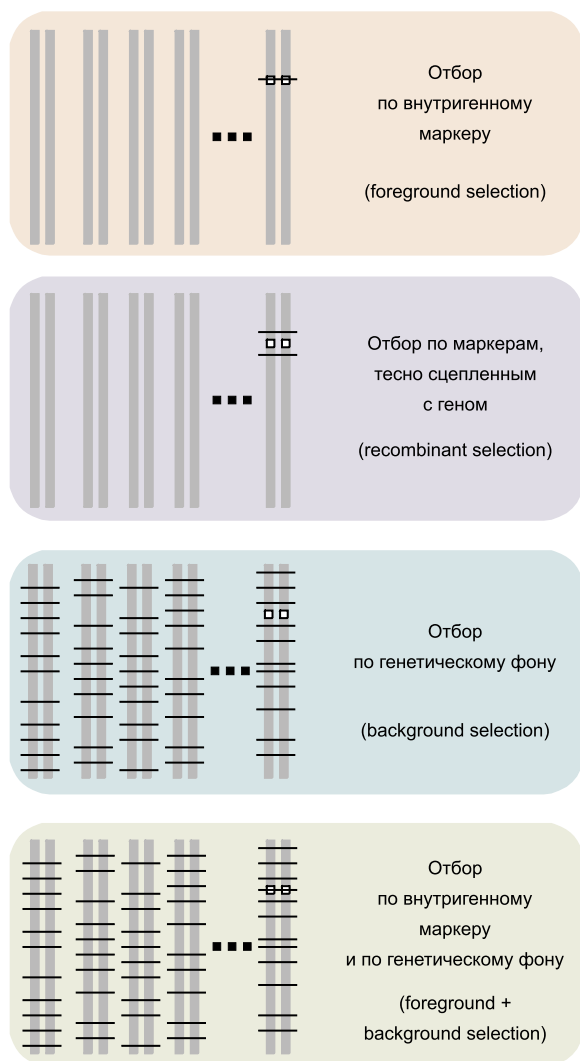 Отбор
по внутригенному
маркеру
(foreground selection)
Отбор по маркерам,
тесно сцепленным
с геном
(recombinant selection)
Отбор
по генетическому фону
(background selection)
Отбор
по внутригенному
маркеру
и по генетическому фону
(foreground +
background selection)